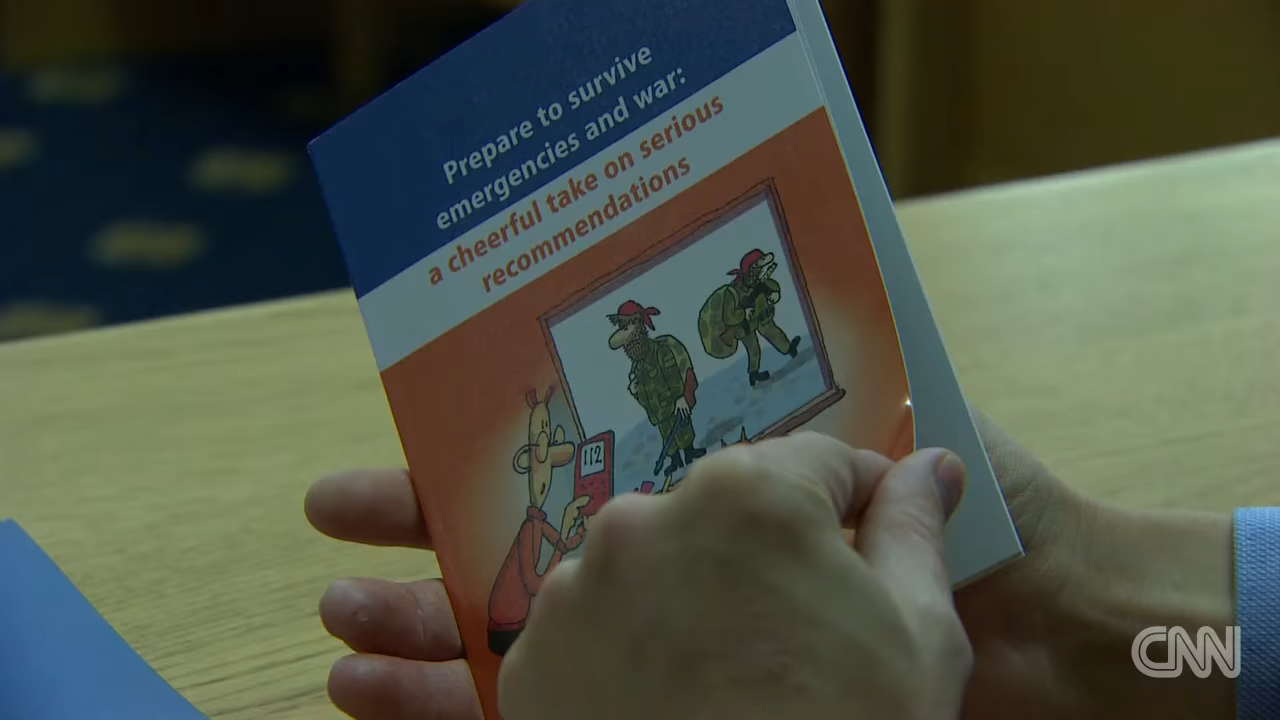 Prepare to survive
emergencies and war:
a cheerful take on serious
recommendations
112
CNN